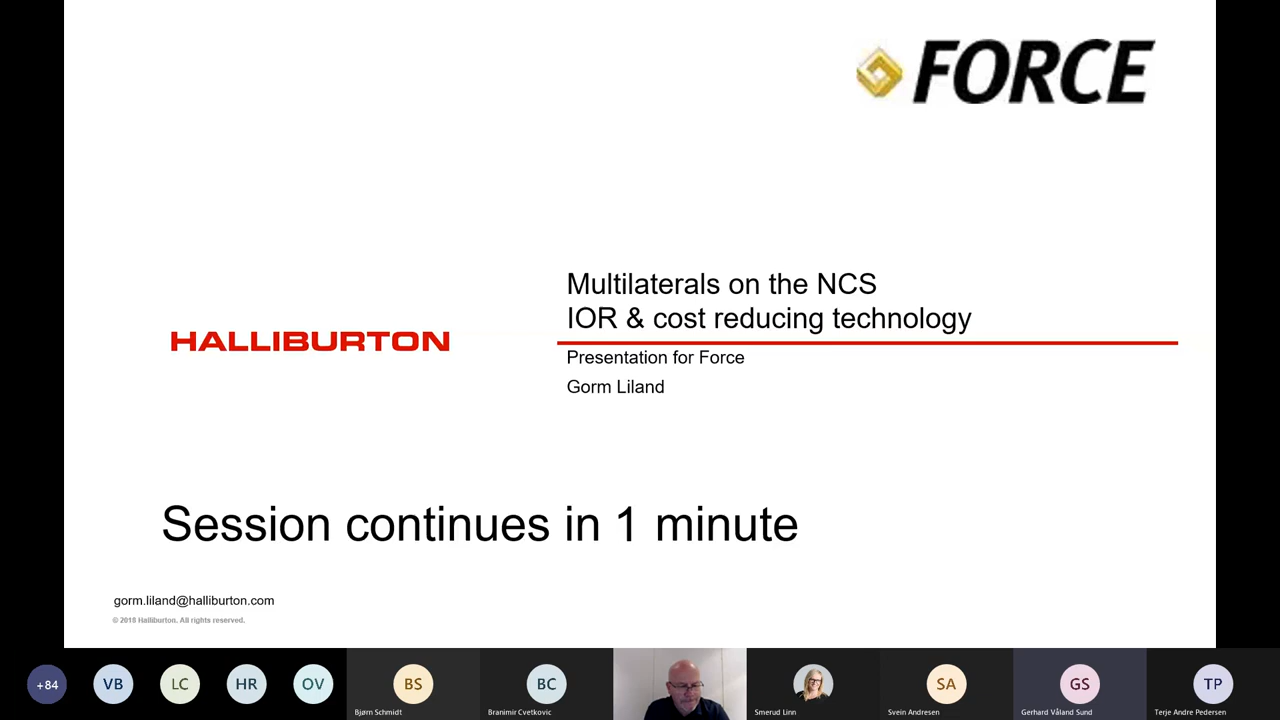 FORCE
Multilaterals on the NCS
IOR & cost reducing technology
HALLIBURTON
Presentation for Force
Gorm Liland
Session continues in 1 minute
gorm.liland@halliburton.com
© 2018 Halliburton. All rights reserved.
+84
VB
LC
HR
OV
BS
BC
SA
GS
TP
Bjørn Schmidt
Branimir Cvetkovic
Smerud Linn
Svein Andresen
Gerhard Våland Sund
Terje Andre Pedersen